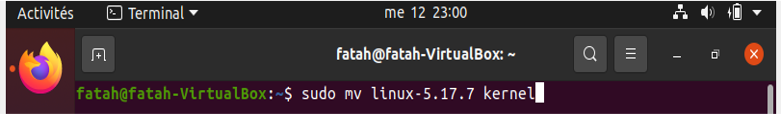 Activités Terminal me 12 23:00
fatah@fatah-VirtualBox: ~
fatah@fatah-VirtualBox:~$ sudo mv linux-5.17.7 kernel